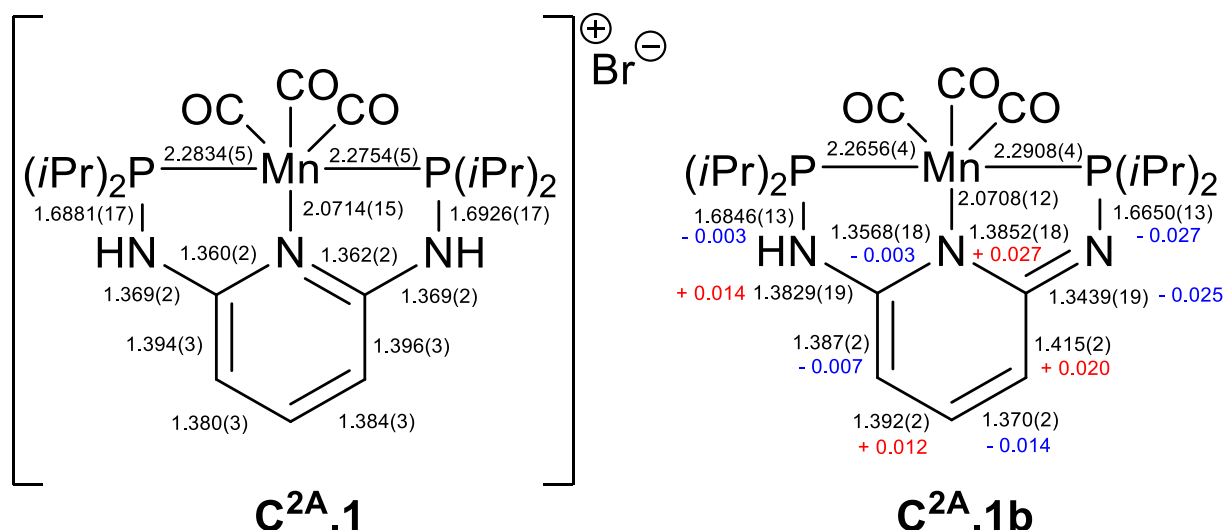 ⊕
Br⊖
OC CO CO
2.2834(5) 2.2754(5)
(iPr)₂P Mn P(iPr)₂
1.6881(17) 2.0714(15) 1.6926(17)
HN 1.360(2) N 1.362(2) NH
1.369(2) 1.369(2)
1.394(3) 1.396(3)
1.380(3) 1.384(3)
C²ᴬ.1
OC CO CO
2.2656(4) 2.2908(4)
(iPr)₂P Mn P(iPr)₂
2.0708(12)
1.6846(13) 1.6650(13)
- 0.003 1.3568(18) 1.3852(18) - 0.027
HN - 0.003 N + 0.027 N
+ 0.014 1.3829(19) 1.3439(19) - 0.025
1.387(2) 1.415(2)
- 0.007 + 0.020
1.392(2) 1.370(2)
+ 0.012 - 0.014
C²ᴬ.1b